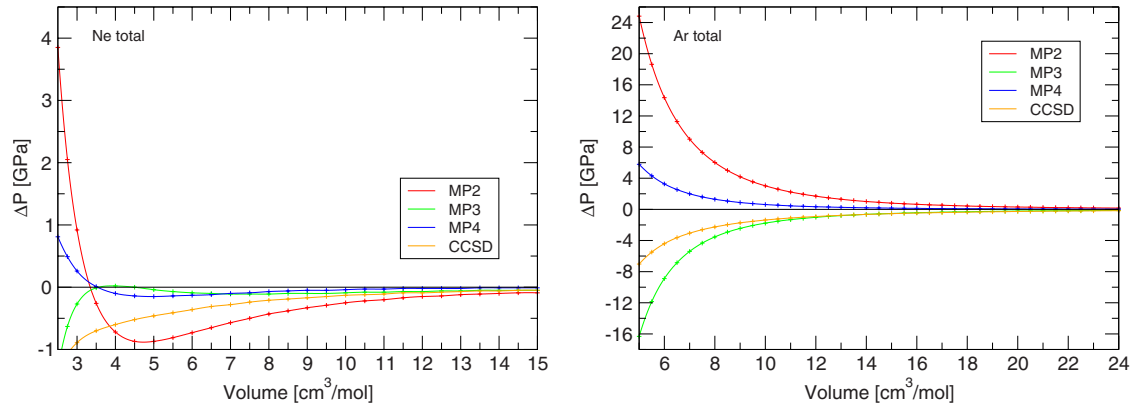 Ne total
4
3
2
1
0
-1
ΔP [GPa]
MP2
MP3
MP4
CCSD
3 4 5 6 7 8 9 10 11 12 13 14 15
Volume [cm³/mol]
Ar total
24
20
16
12
8
4
0
-4
-8
-12
-16
ΔP [GPa]
MP2
MP3
MP4
CCSD
6 8 10 12 14 16 18 20 22 24
Volume [cm³/mol]